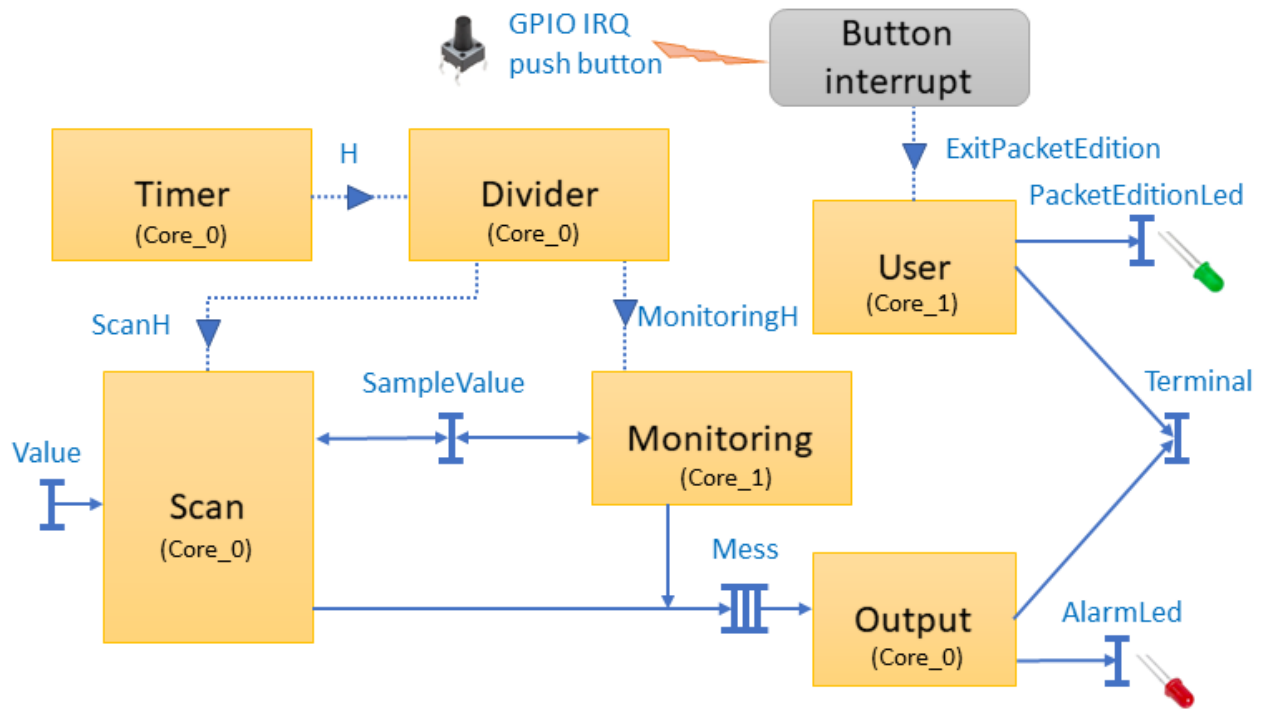 GPIO IRQ
push button
Button
interrupt
ExitPacketEdition
Timer
(Core_0)
H
Divider
(Core_0)
PacketEditionLed
User
(Core_1)
ScanH
MonitoringH
SampleValue
Terminal
Value
Scan
(Core_0)
Monitoring
(Core_1)
Mess
Output
(Core_0)
AlarmLed